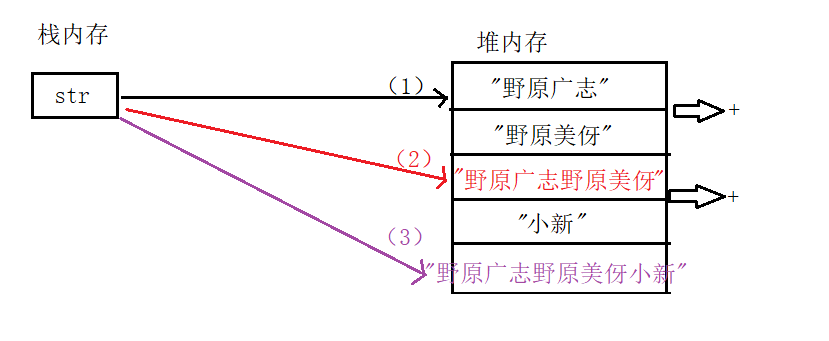 栈内存
堆内存
str
(1)
"野原广志"
+
"野原美伢"
(2)
"野原广志野原美伢"
+
"小新"
(3)
"野原广志野原美伢小新"